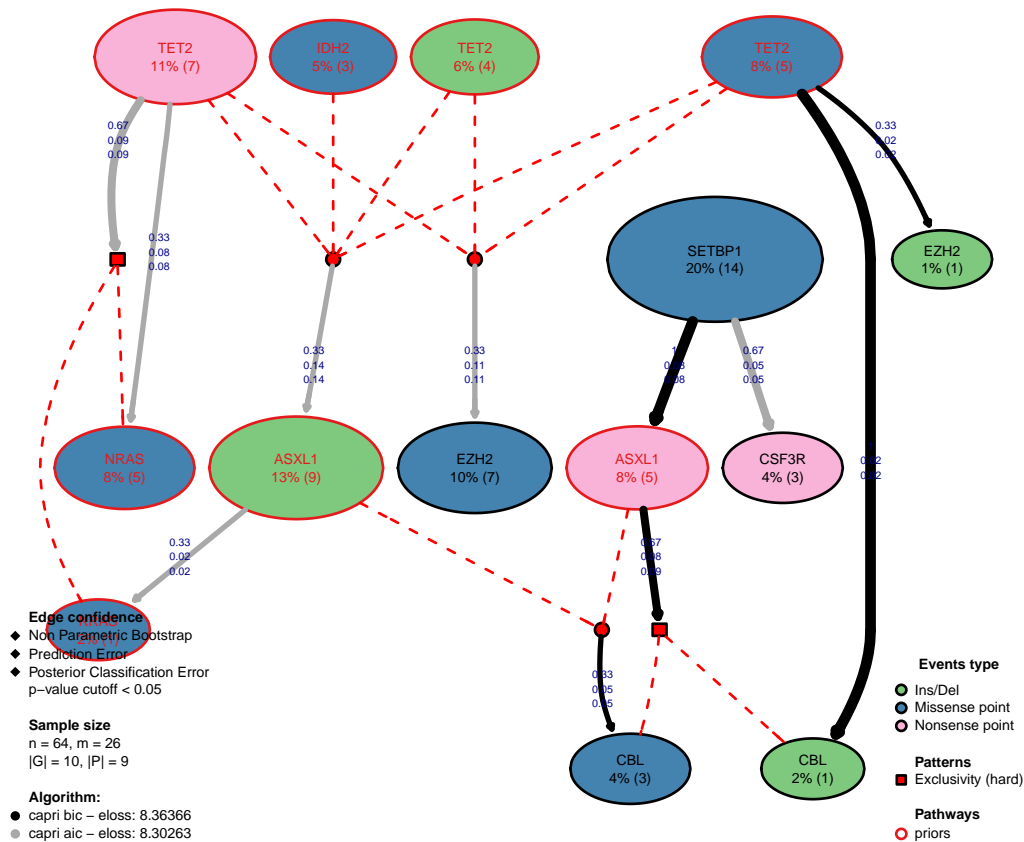 TET2
11% (7)
IDH2
5% (3)
TET2
6% (4)
TET2
8% (5)
0.67
0.09
0.09
0.33
0.02
0.02
0.33
0.08
0.08
SETBP1
20% (14)
EZH2
1% (1)
0.33
0.14
0.14
0.33
0.11
0.11
1
0.08
0.67
0.05
0.05
NRAS
8% (5)
ASXL1
13% (9)
EZH2
10% (7)
ASXL1
8% (5)
CSF3R
4% (3)
0.33
0.02
0.02
0.67
0.08
0.09
Edge confidence
Non Parametric Bootstrap
Prediction Error
Posterior Classification Error
p−value cutoff < 0.05
0.33
0.05
0.05
Sample size
n = 64, m = 26
|G| = 10, |P| = 9
Algorithm:
capri bic − eloss: 8.36366
capri aic − eloss: 8.30263
CBL
4% (3)
CBL
2% (1)
Events type
Ins/Del
Missense point
Nonsense point
Patterns
Exclusivity (hard)
Pathways
priors